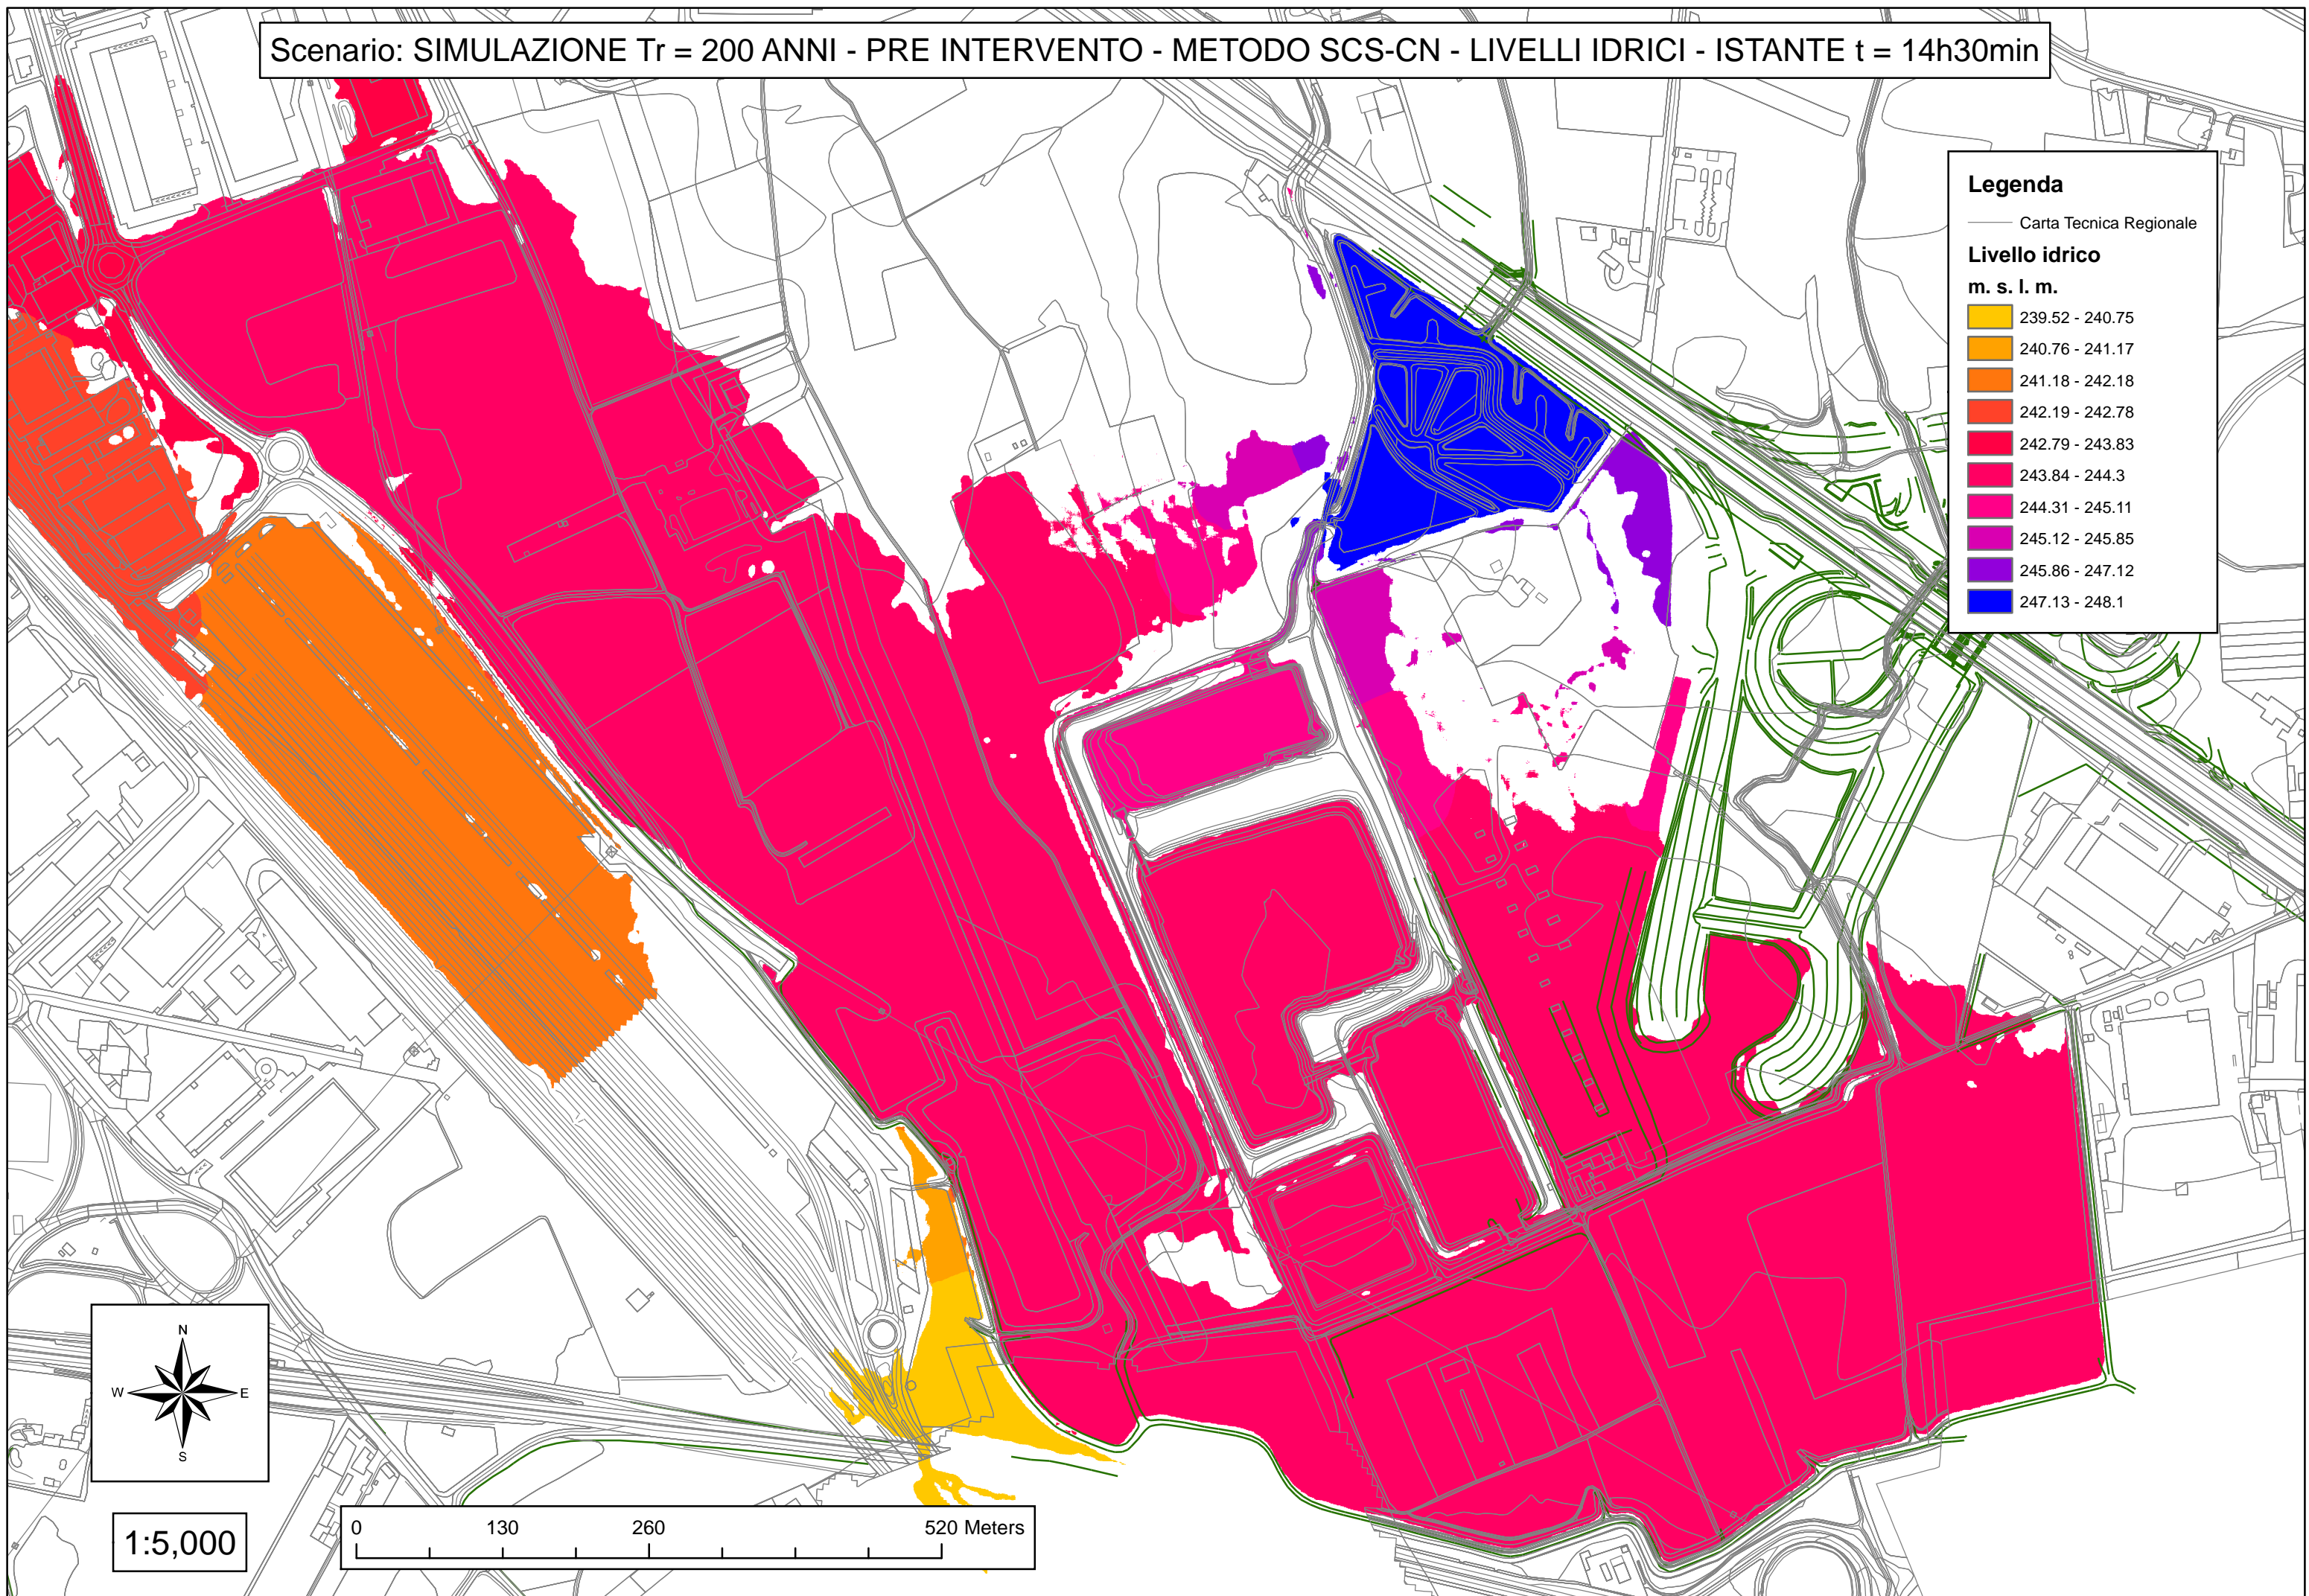 Scenario: SIMULAZIONE Tr = 200 ANNI - PRE INTERVENTO - METODO SCS-CN - LIVELLI IDRICI - ISTANTE t = 14h30min
Legenda
Carta Tecnica Regionale
Livello idrico
m. s. l. m.
239.52 - 240.75
240.76 - 241.17
241.18 - 242.18
242.19 - 242.78
242.79 - 243.83
243.84 - 244.3
244.31 - 245.11
245.12 - 245.85
245.86 - 247.12
247.13 - 248.1
N
W E
S
1:5,000
0 130 260 520 Meters